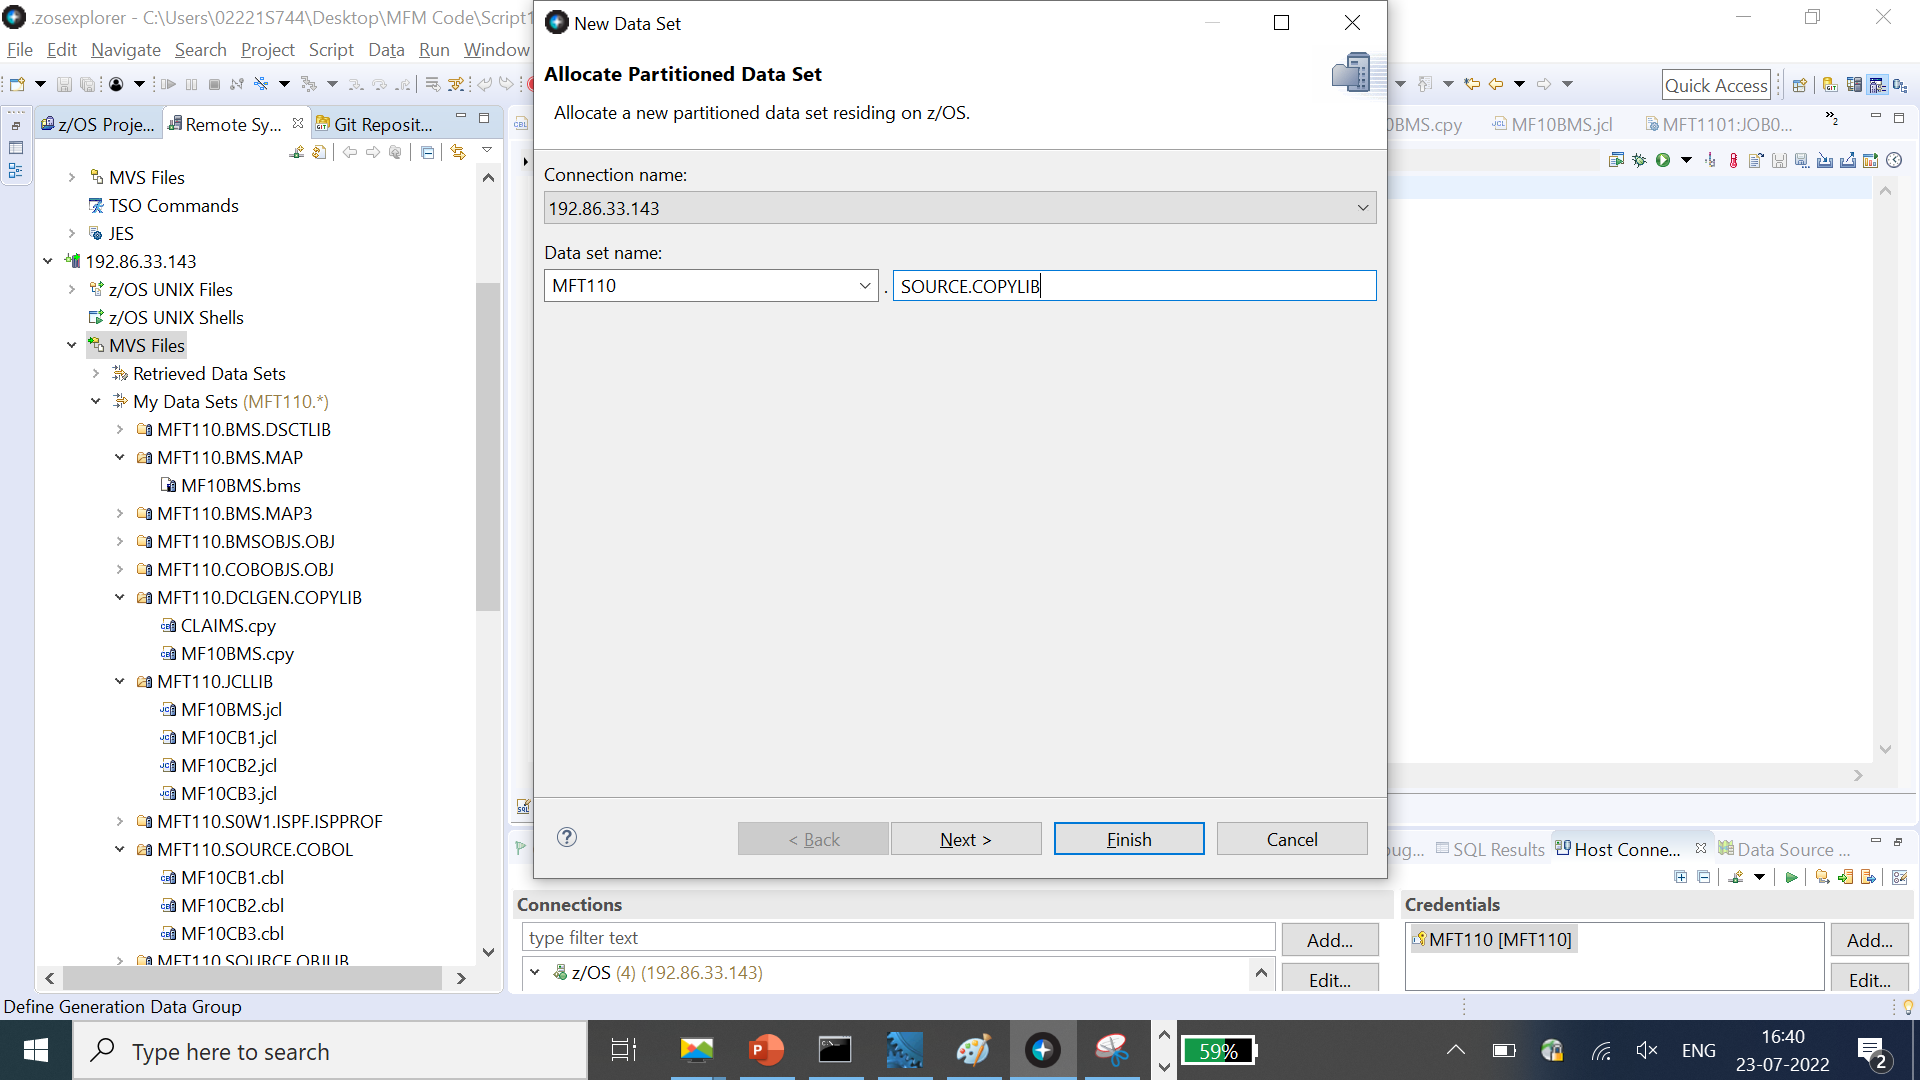 .zosexplorer - C:\Users\02221S744\Desktop\MFM Code\Script1
File Edit Navigate Search Project Script Data Run Window
Quick Access
z/OS Proje...
Remote Sy...
Git Reposit...
MVS Files
TSO Commands
JES
192.86.33.143
z/OS UNIX Files
z/OS UNIX Shells
MVS Files
Retrieved Data Sets
My Data Sets (MFT110.*)
MFT110.BMS.DSCTLIB
MFT110.BMS.MAP
MF10BMS.bms
MFT110.BMS.MAP3
MFT110.BMSOBJS.OBJ
MFT110.COBOBJS.OBJ
MFT110.DCLGEN.COPYLIB
CLAIMS.cpy
MF10BMS.cpy
MFT110.JCLLIB
MF10BMS.jcl
MF10CB1.jcl
MF10CB2.jcl
MF10CB3.jcl
MFT110.S0W1.ISPF.ISPPROF
MFT110.SOURCE.COBOL
MF10CB1.cbl
MF10CB2.cbl
MF10CB3.cbl
MFT110.SOURCE.OBJLIB
Define Generation Data Group
New Data Set
Allocate Partitioned Data Set
Allocate a new partitioned data set residing on z/OS.
Connection name:
192.86.33.143
Data set name:
MFT110 . SOURCE.COPYLIB
< Back
Next >
Finish
Cancel
0BMS.cpy
MF10BMS.jcl
MFT1101:JOB0...
»2
bug...
SQL Results
Host Conne...
Data Source ...
Connections
type filter text
Add...
z/OS (4) (192.86.33.143)
Edit...
Credentials
MFT110 [MFT110]
Add...
Edit...
Type here to search
59%
ENG
16:40
23-07-2022
2